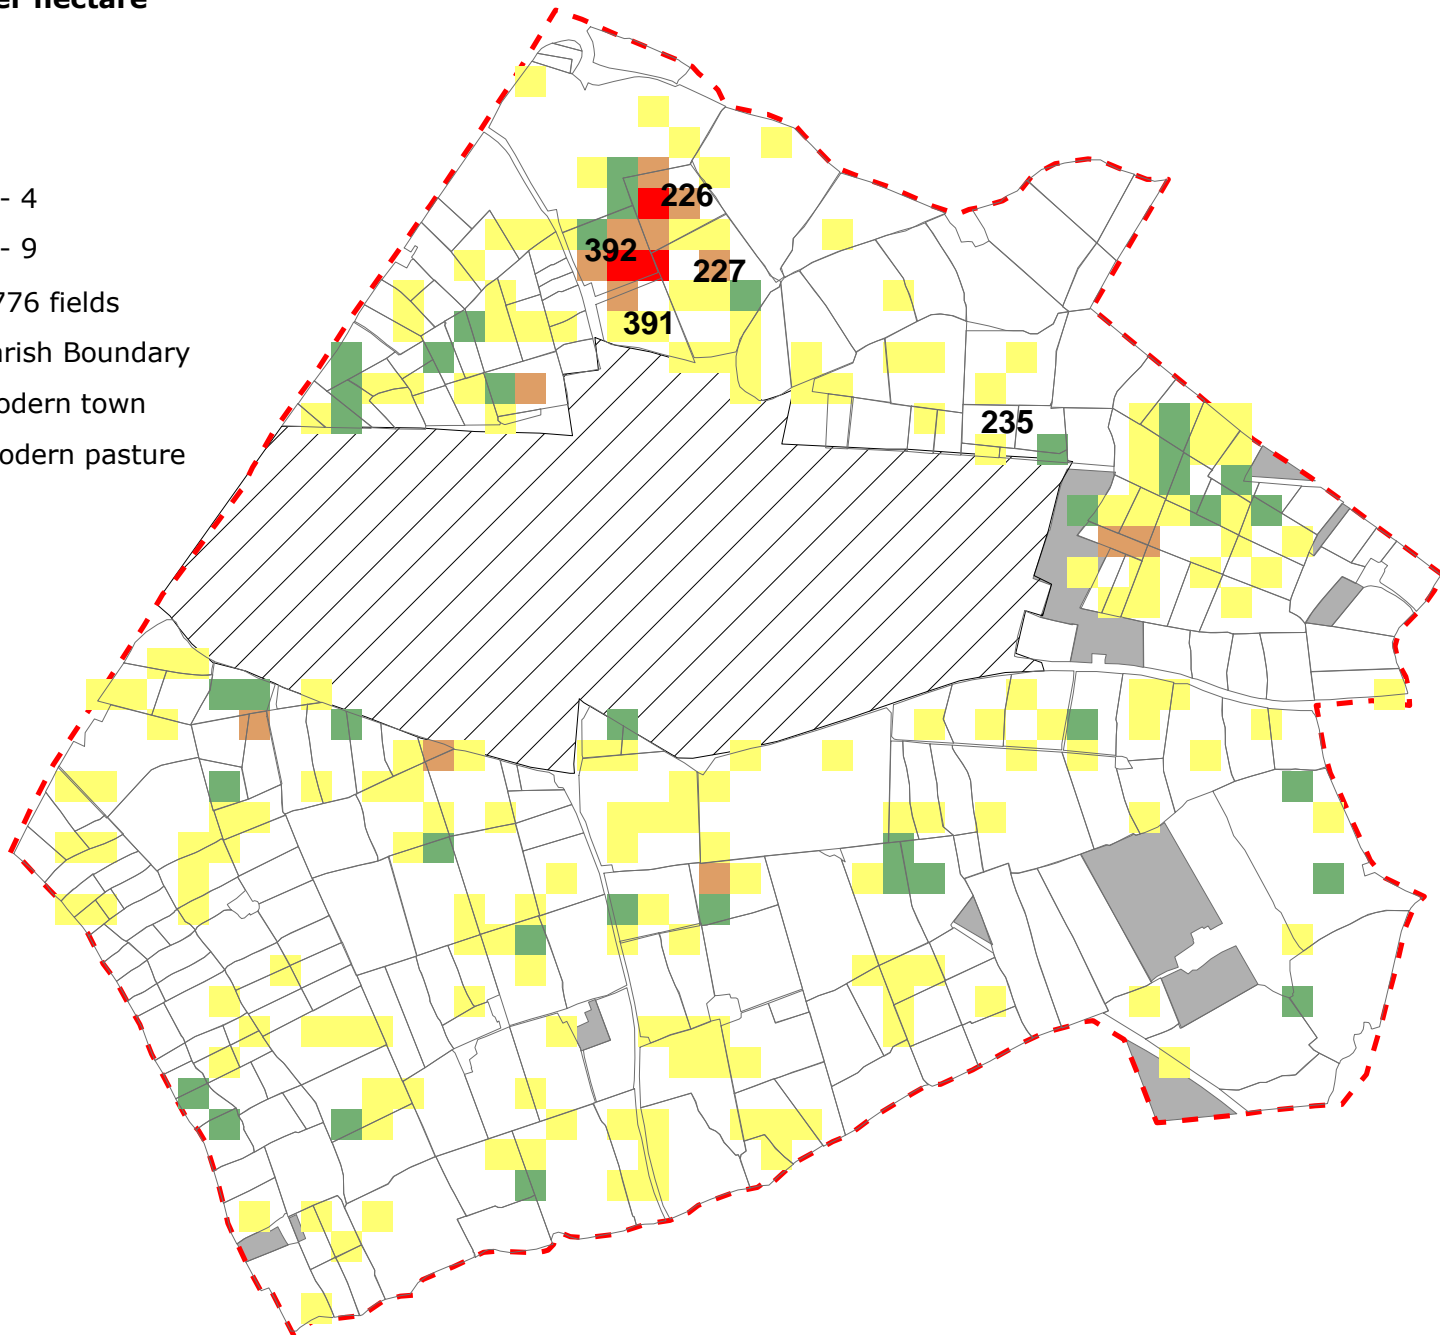 er hectare
- 4
- 9
776 fields
arish Boundary
odern town
odern pasture
226
392
227
391
235